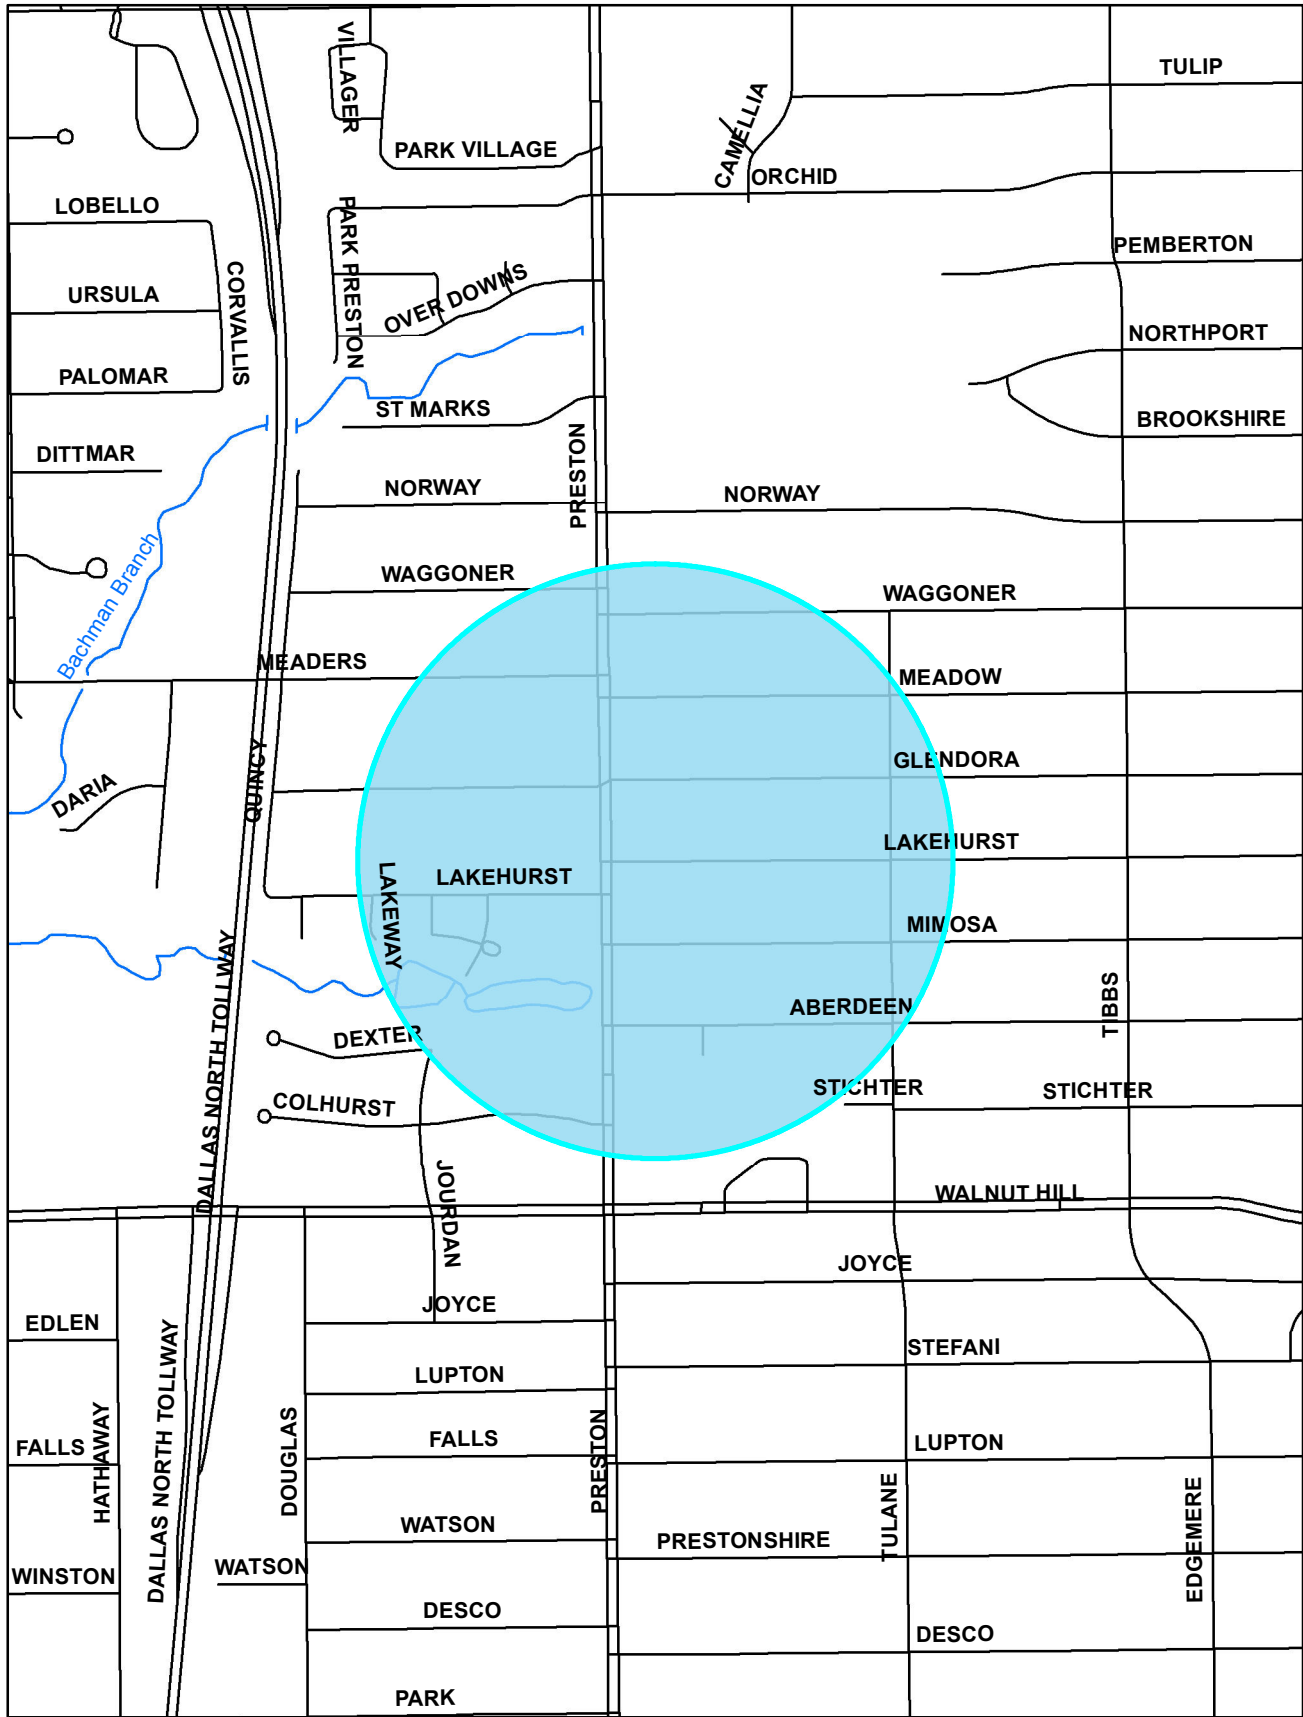 VILLAGER
TULIP
CAMELLIA
PARK VILLAGE
ORCHID
LOBELLO
PARK PRESTON
PEMBERTON
CORVALLIS
URSULA
OVER DOWNS
NORTHPORT
PALOMAR
ST MARKS
BROOKSHIRE
DITTMAR
PRESTON
NORWAY
NORWAY
Bachman Branch
WAGGONER
WAGGONER
MEADERS
MEADOW
QUINCY
GLENDORA
DARIA
LAKEHURST
LAKEWAY
LAKEHURST
MIMOSA
DALLAS NORTH TOLLWAY
TIBBS
ABERDEEN
DEXTER
STICHTER
STICHTER
COLHURST
JOURDAN
WALNUT HILL
JOYCE
JOYCE
EDLEN
DALLAS NORTH TOLLWAY
STEFANI
LUPTON
HATHAWAY
DOUGLAS
PRESTON
FALLS
FALLS
LUPTON
TULANE
EDGEMERE
WATSON
PRESTONSHIRE
WINSTON
WATSON
DESCO
DESCO
PARK